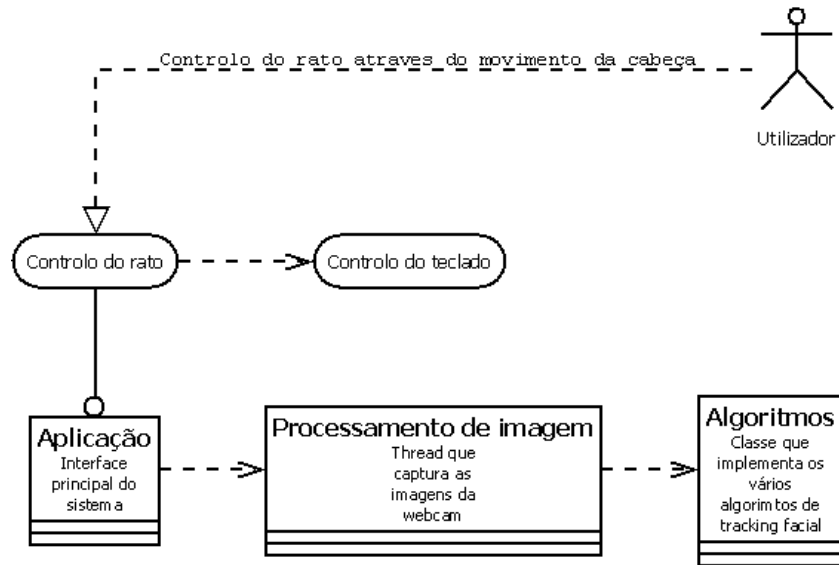 Controlo do rato atraves do movimento da cabeça
Utilizador
Controlo do rato
Controlo do teclado
Aplicação
Interface
principal do
sistema
Processamento de imagem
Thread que
captura as
imagens da
webcam
Algoritmos
Classe que
implementa os
vários
algorimtos de
tracking facial